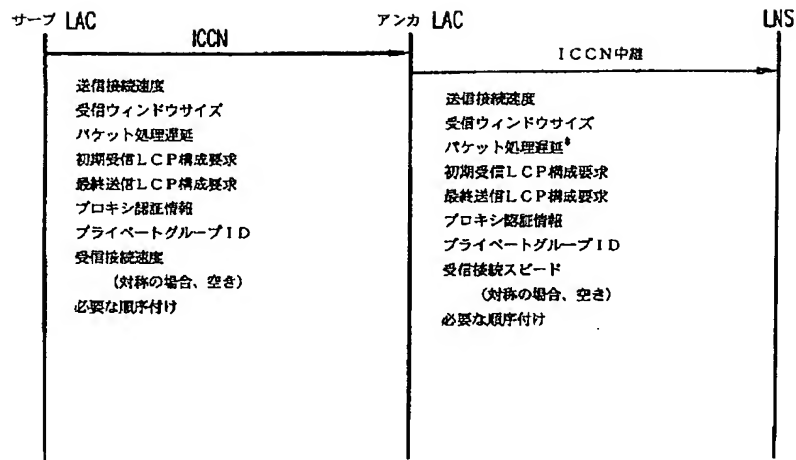 サーブ LAC
アンカ LAC
LNS
ICCN
ICCN中継
送信接続速度
受信ウィンドウサイズ
パケット処理遅延
初期受信LCP構成要求
最終送信LCP構成要求
プロキシ認証情報
プライベートグループID
受信接続速度
(対称の場合、空き)
必要な順序付け
送信接続速度
受信ウィンドウサイズ
パケット処理遅延*
初期受信LCP構成要求
最終送信LCP構成要求
プロキシ認証情報
プライベートグループID
受信接続スピード
(対称の場合、空き)
必要な順序付け